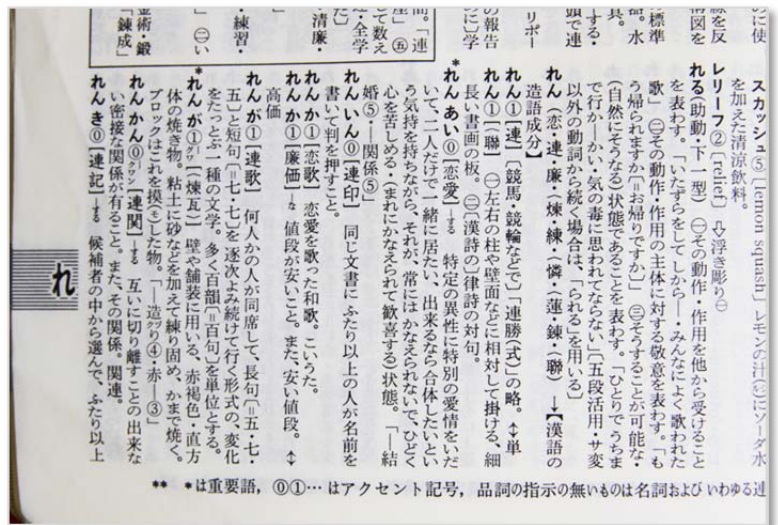 スカッシュ⑤[lemon squash] レモンの汁(シル)にソーダ水
を加えた清涼飲料。
レリーフ②[relief] ⇨浮き彫り㊀
れる(助動・下一型) ㊀その動作・作用を他から受けること
を表わす。「いたずらをして しから―・みんなによく歌われた
歌」㊁その動作・作用の主体に対する敬意を表わす。「も
う帰られますか〔=お帰りですか〕」 ㊂そうすることが可能な・
(自然にそうなる)状態であることを表わす。「ひとりでうちま
で行か―かい・気の毒に思われてならない」〔五段活用・サ変
以外の動詞から続く場合は、「られる」を用いる〕
れん(恋・連・廉・煉・練・(憐・蓮・錬・(聯) →【漢語の
造語成分】
れん①【連】〔競馬・競輪などで〕「連勝(式)」の略。↔単
れん①【(聯)】 ㊀左右の柱や壁面などに相対して掛ける、細
長い書画の板。 ㊁〔漢詩の〕律詩の対句。
*れんあい⓪【恋愛】―する 特定の異性に特別の愛情をいだ
いて、二人だけで一緒に居たい、出来るなら合体したいとい
う気持を持ちながら、それが、常にはかなえられないで、ひどく
心を苦しめる・(まれにかなえられて歓喜する)状態。「―結
婚⑤・―関係⑤」
れんいん⓪【連印】 同じ文書にふたり以上の人が名前を
書いて判を押すこと。
れんか①【恋歌】 恋愛を歌った和歌。こいうた。
れんか①【廉価】―な 値段が安いこと。また、安い値段。↔
高価
れんが①【連歌】 何人かの人が同席して、長句〔=五・七・
五〕と短句〔=七・七〕を逐次よみ続けて行く形式の、変化
をたっとぶ一種の文学。多く百韻〔=百句〕を単位とする。
*れんが①【(煉瓦)】 壁や舗装に用いる、赤褐色・直方
体の焼き物。粘土に砂などを加えて練り固め、かまで焼く。
ブロックはこれを摸(モ)した物。「―造り④・赤―③」
れんかん⓪【連関】―する 互いに切り離すことの出来な
い密接な関係が有ること。また、その関係。関連。
れんき⓪【連記】―する 候補者の中から選んで、ふたり以上
れ
** *は重要語, ⓪①…はアクセント記号, 品詞の指示の無いものは名詞および いわゆる連